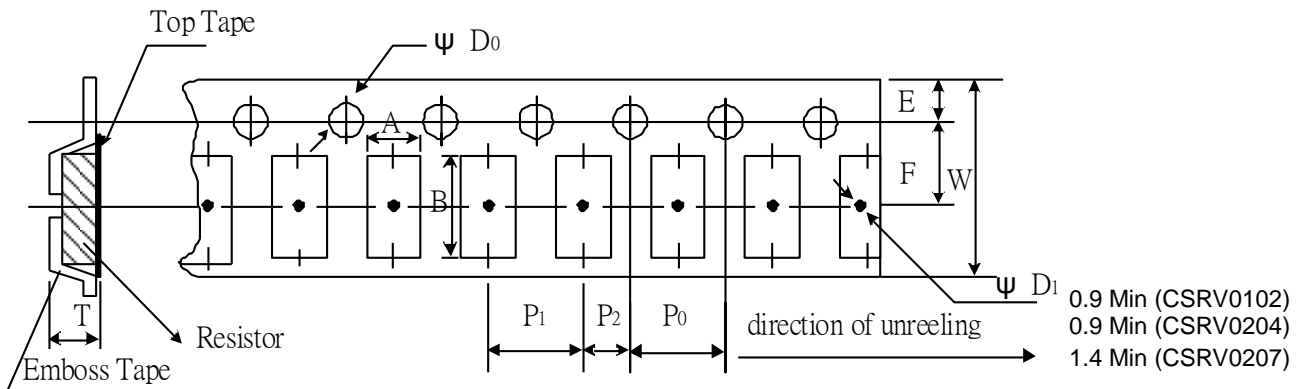 Top Tape
Ψ D0
E
A
F
W
B
Ψ D1
0.9 Min (CSRV0102)
T
P1
P2
P0
direction of unreeling
0.9 Min (CSRV0204)
Resistor
1.4 Min (CSRV0207)
Emboss Tape